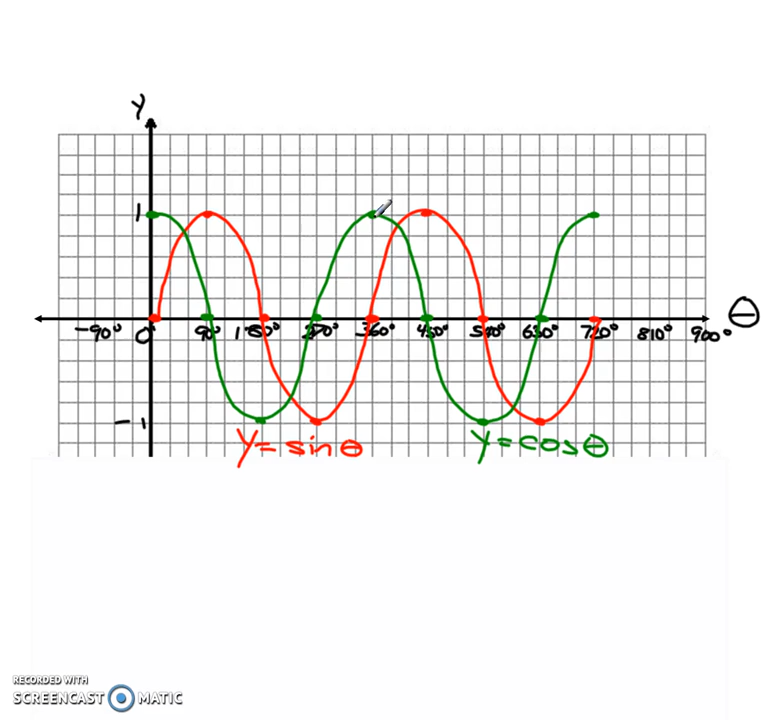 y
1
θ
-90° 0° 90° 180° 270° 360° 450° 540° 630° 720° 810° 900°
-1
y=sinθ y=cosθ
RECORDED WITH
SCREENCAST MATIC